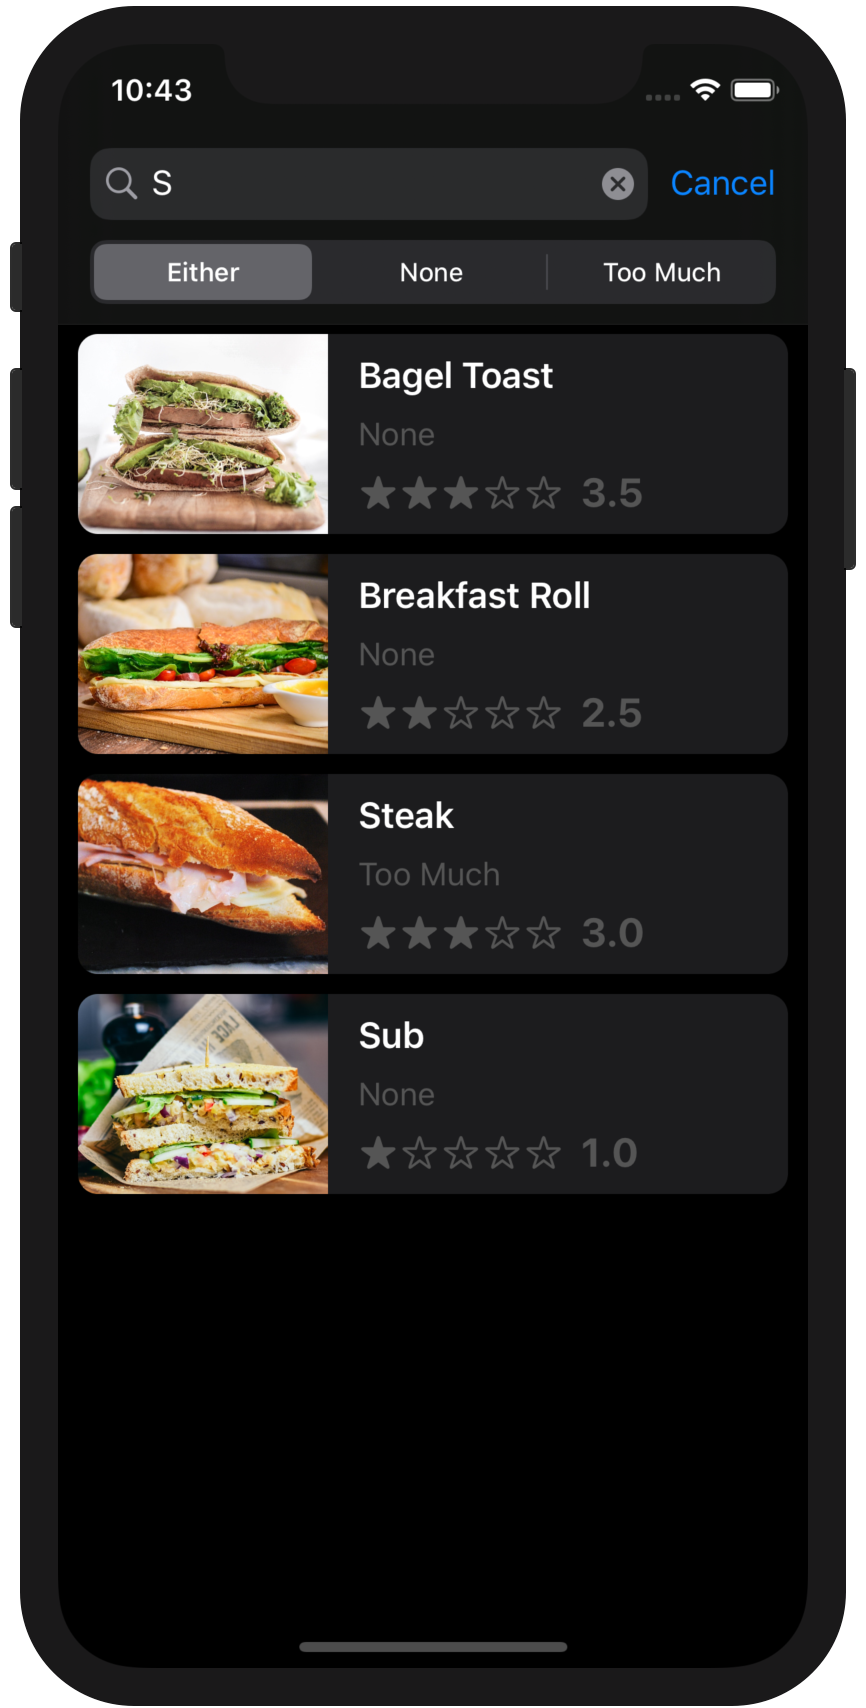 10:43
S
Cancel
Either
None
Too Much
Bagel Toast
None
3.5
Breakfast Roll
None
2.5
Steak
Too Much
3.0
Sub
None
1.0